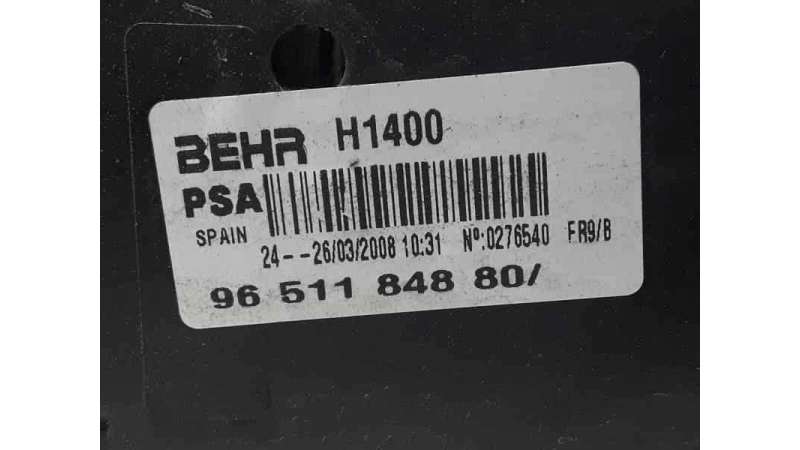 BEHR H1400
PSA
SPAIN 24--26/03/2008 10:31 Nº:0276540 FR9/B
96 511 848 80/